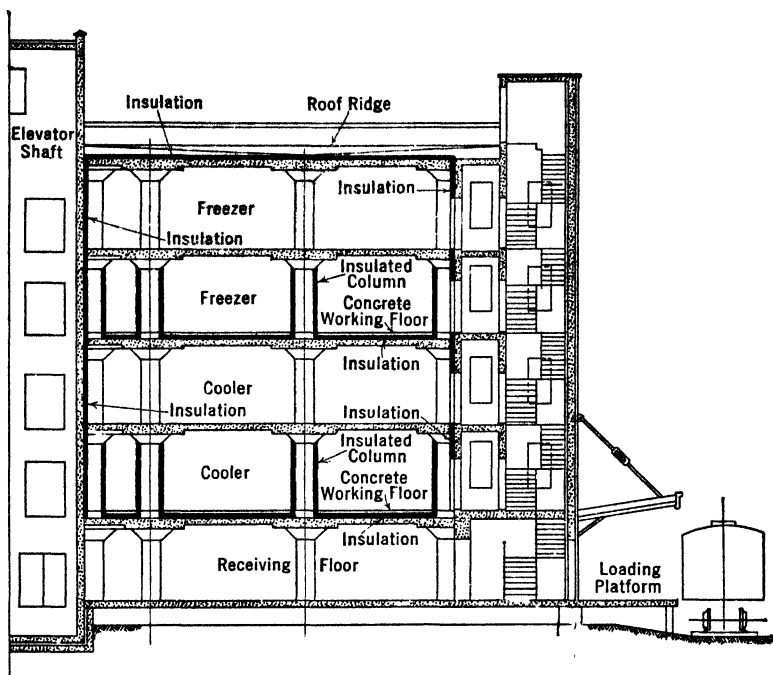 Insulation
Roof Ridge
Elevator
Shaft
Insulation
Freezer
Insulation
Insulated
Column
Freezer
Concrete
Working Floor
Insulation
Cooler
Insulation
Insulation
Insulated
Column
Cooler
Concrete
Working Floor
Insulation
Receiving Floor
Loading
Platform